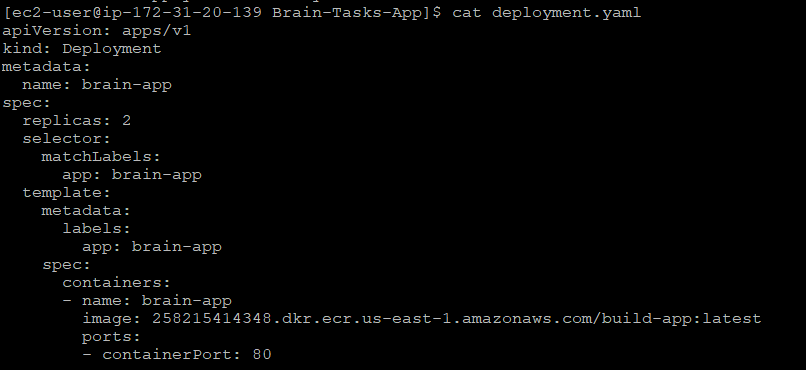 [ec2-user@ip-172-31-20-139 Brain-Tasks-App]$ cat deployment.yaml
apiVersion: apps/v1
kind: Deployment
metadata:
  name: brain-app
spec:
  replicas: 2
  selector:
    matchLabels:
      app: brain-app
  template:
    metadata:
      labels:
        app: brain-app
    spec:
      containers:
      - name: brain-app
        image: 258215414348.dkr.ecr.us-east-1.amazonaws.com/build-app:latest
        ports:
        - containerPort: 80